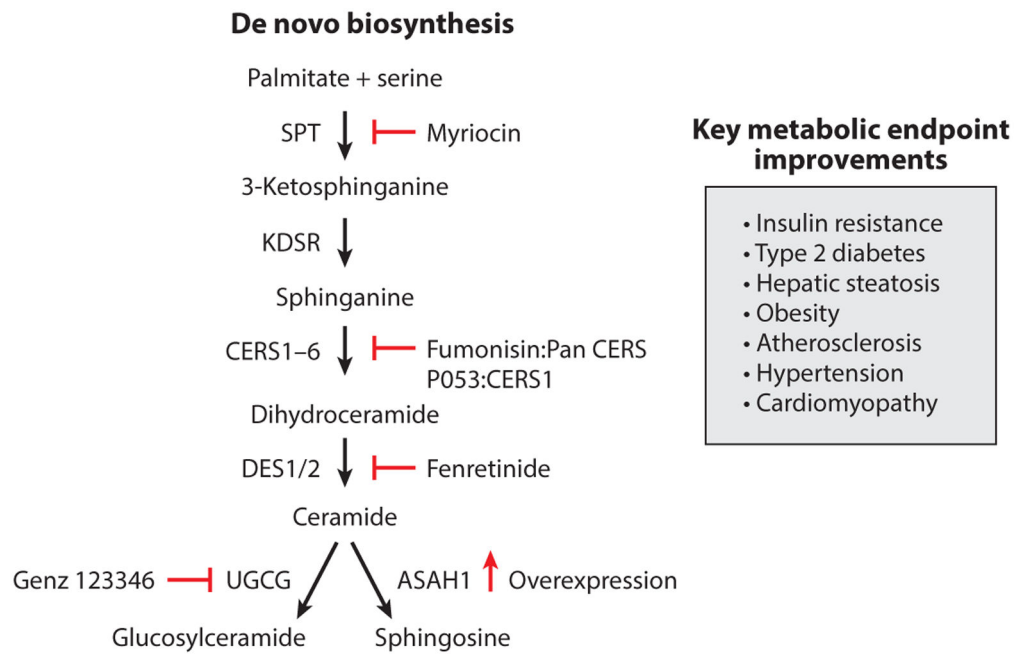 De novo biosynthesis
Palmitate + serine
SPT
Myriocin
3-Ketosphinganine
KDSR
Sphinganine
CERS1–6
Fumonisin:Pan CERS
P053:CERS1
Dihydroceramide
DES1/2
Fenretinide
Ceramide
Genz 123346
UGCG
ASAH1
Overexpression
Glucosylceramide
Sphingosine
Key metabolic endpoint
improvements
• Insulin resistance
• Type 2 diabetes
• Hepatic steatosis
• Obesity
• Atherosclerosis
• Hypertension
• Cardiomyopathy